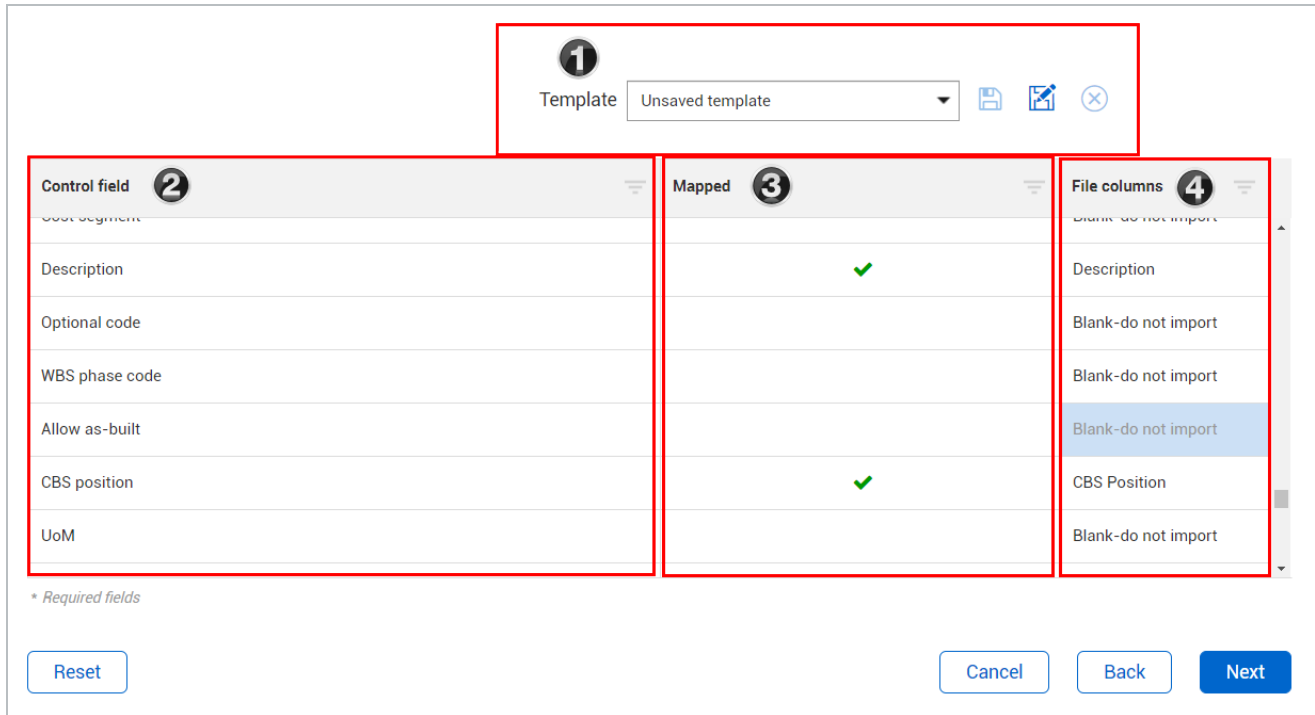 1
Template Unsaved template
Control field 2 Mapped 3 File columns 4
Cost segment Blank-do not import
Description Description
Optional code Blank-do not import
WBS phase code Blank-do not import
Allow as-built Blank-do not import
CBS position CBS Position
UoM Blank-do not import
* Required fields
Reset Cancel Back Next